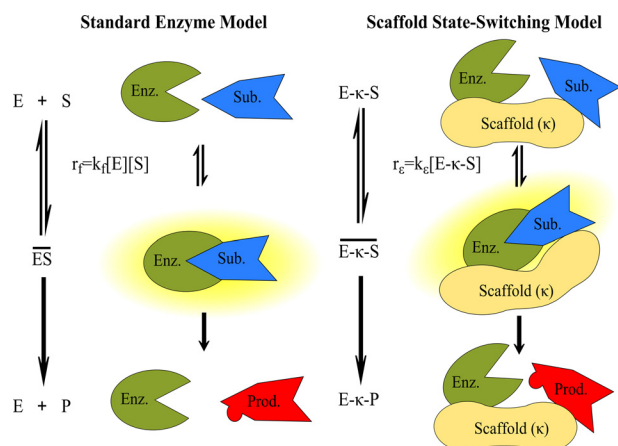 Standard Enzyme Model
Scaffold State-Switching Model
E + S
Enz.
Sub.
r_f=k_f[E][S]
E̅S̅
Enz.
Sub.
E + P
Enz.
Prod.
E-κ-S
Enz.
Sub.
Scaffold (κ)
r_ε=k_ε[E-κ-S]
E̅-̅κ̅-̅S̅
Enz.
Sub.
Scaffold (κ)
E-κ-P
Enz.
Prod.
Scaffold (κ)